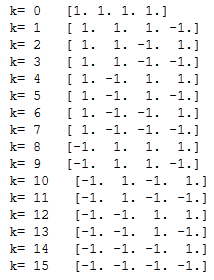 k= 0 [1. 1. 1. 1.]
k= 1 [ 1. 1. 1. -1.]
k= 2 [ 1. 1. -1. 1.]
k= 3 [ 1. 1. -1. -1.]
k= 4 [ 1. -1. 1. 1.]
k= 5 [ 1. -1. 1. -1.]
k= 6 [ 1. -1. -1. 1.]
k= 7 [ 1. -1. -1. -1.]
k= 8 [-1. 1. 1. 1.]
k= 9 [-1. 1. 1. -1.]
k= 10 [-1. 1. -1. 1.]
k= 11 [-1. 1. -1. -1.]
k= 12 [-1. -1. 1. 1.]
k= 13 [-1. -1. 1. -1.]
k= 14 [-1. -1. -1. 1.]
k= 15 [-1. -1. -1. -1.]